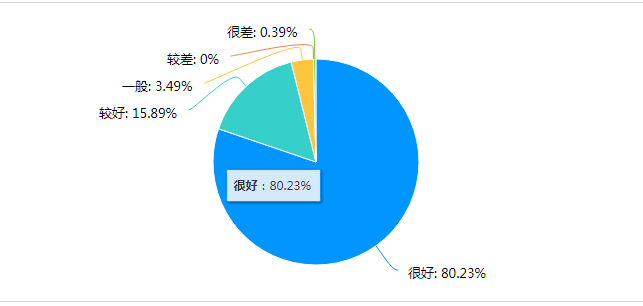 很差: 0.39%
较差: 0%
一般: 3.49%
较好: 15.89%
很好：80.23%
很好: 80.23%